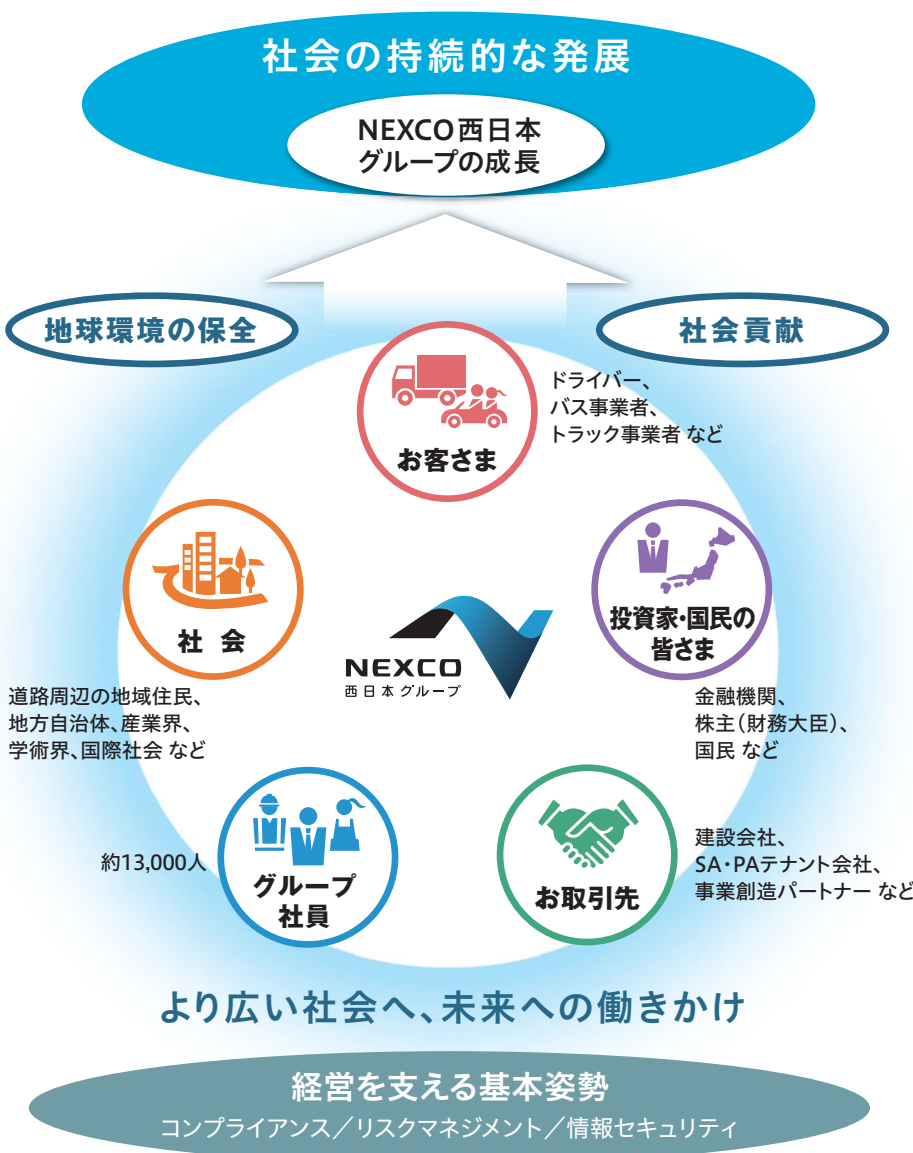 社会の持続的な発展
NEXCO西日本
グループの成長
地球環境の保全
社会貢献
お客さま
ドライバー、
バス事業者、
トラック事業者 など
社 会
道路周辺の地域住民、
地方自治体、産業界、
学術界、国際社会 など
NEXCO
西日本グループ
投資家・国民の
皆さま
金融機関、
株主(財務大臣)、
国民 など
約13,000人
グループ
社員
お取引先
建設会社、
SA・PAテナント会社、
事業創造パートナー など
より広い社会へ、未来への働きかけ
経営を支える基本姿勢
コンプライアンス／リスクマネジメント／情報セキュリティ